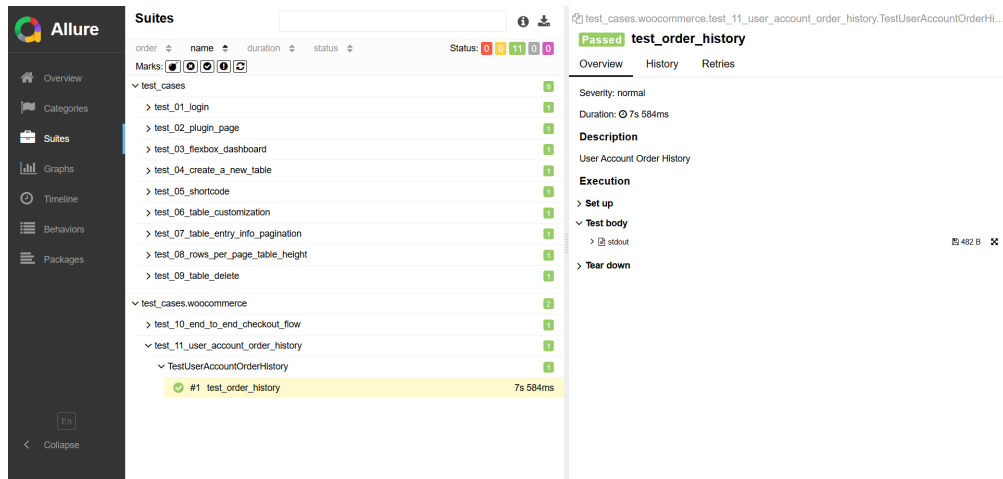 Allure
Overview
Categories
Suites
Graphs
Timeline
Behaviors
Packages
En
Collapse
Suites
order name duration status Status: 0 0 11 0 0
Marks:
test_cases 9
test_01_login 1
test_02_plugin_page 1
test_03_flexbox_dashboard 1
test_04_create_a_new_table 1
test_05_shortcode 1
test_06_table_customization 1
test_07_table_entry_info_pagination 1
test_08_rows_per_page_table_height 1
test_09_table_delete 1
test_cases.woocommerce 2
test_10_end_to_end_checkout_flow 1
test_11_user_account_order_history 1
TestUserAccountOrderHistory 1
#1 test_order_history 7s 584ms
test_cases.woocommerce.test_11_user_account_order_history.TestUserAccountOrderHi...
Passed test_order_history
Overview History Retries
Severity: normal
Duration: 7s 584ms
Description
User Account Order History
Execution
Set up
Test body
stdout 482 B
Tear down